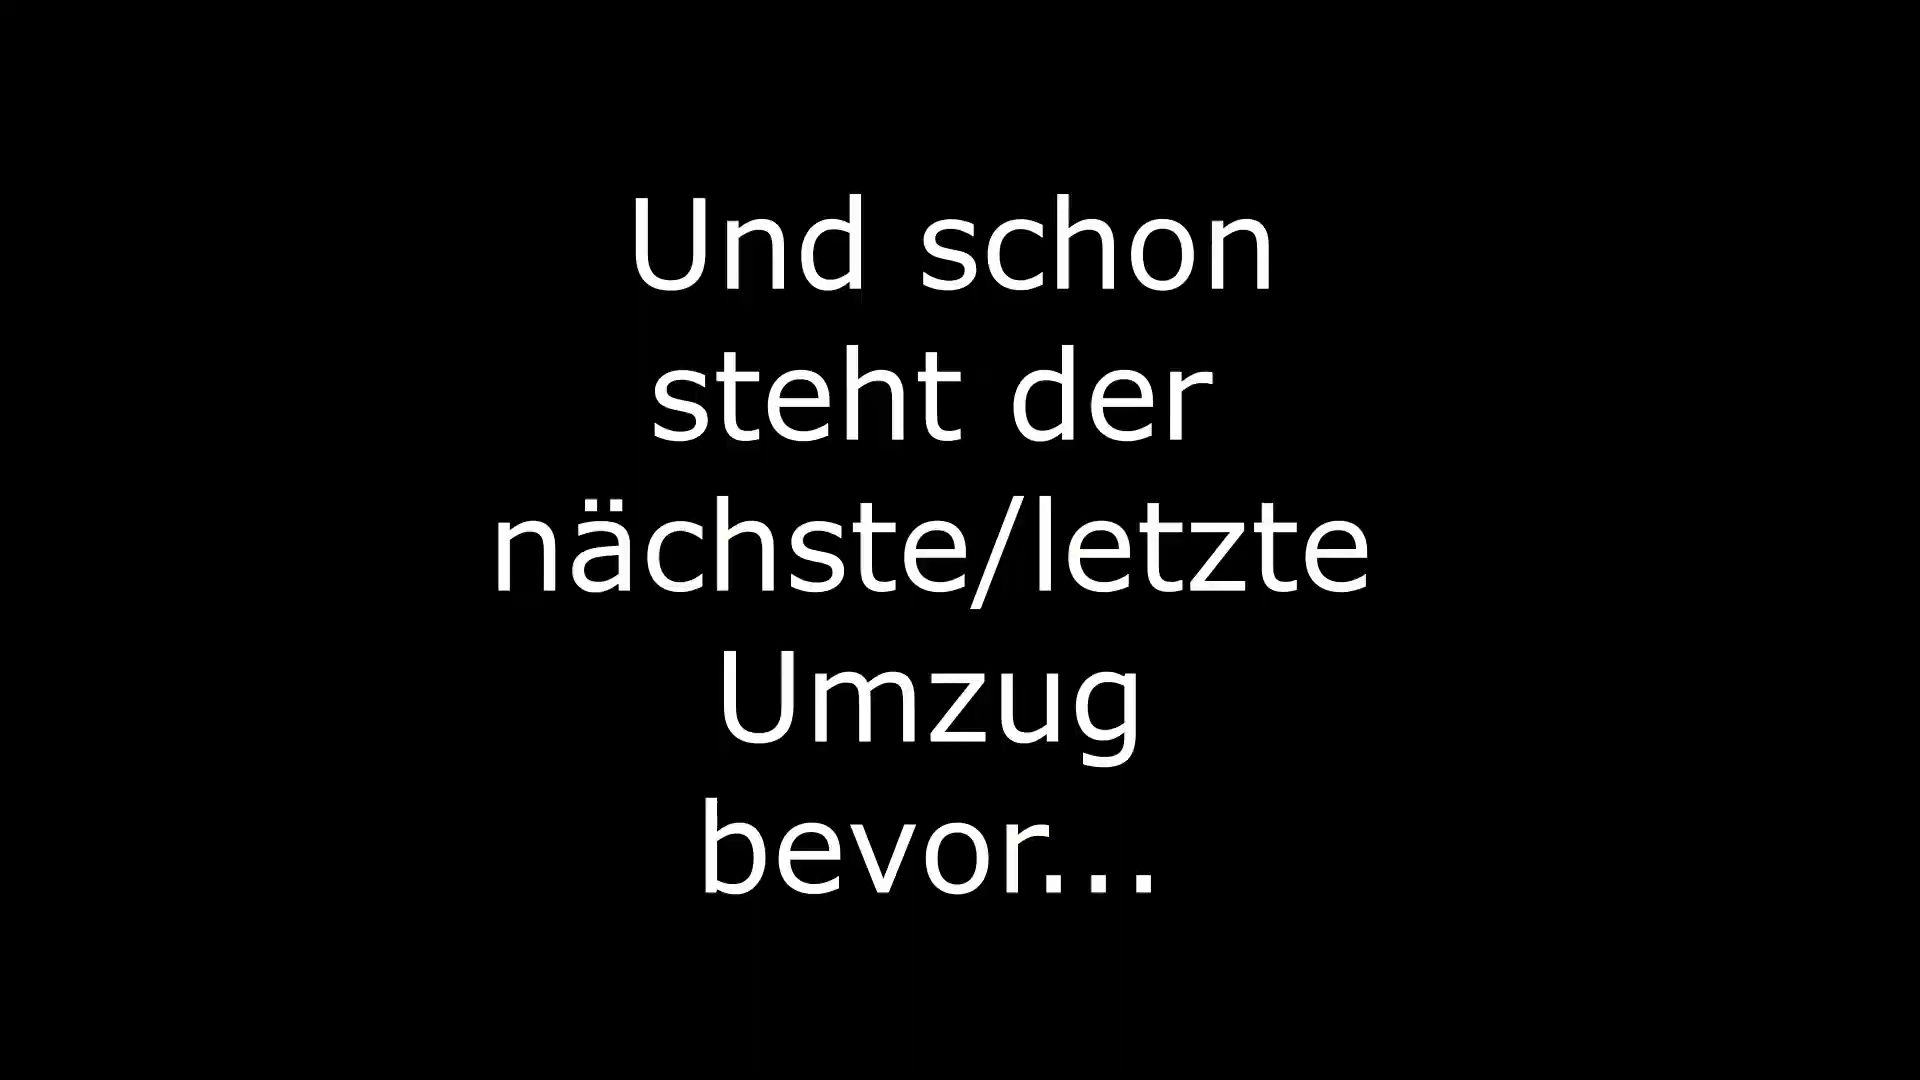 Und schon
steht der
nächste/letzte
Umzug
bevor...